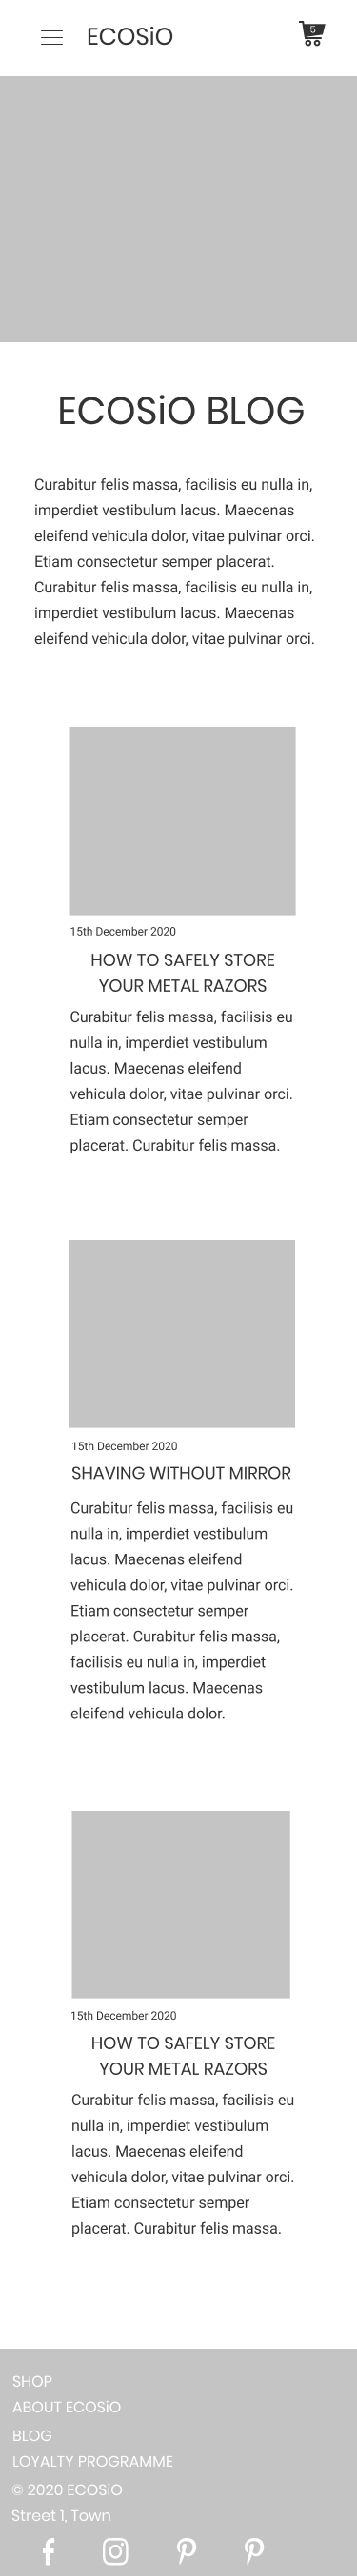 ECOSiO
5
ECOSiO BLOG
Curabitur felis massa, facilisis eu nulla in,
imperdiet vestibulum lacus. Maecenas
eleifend vehicula dolor, vitae pulvinar orci.
Etiam consectetur semper placerat.
Curabitur felis massa, facilisis eu nulla in,
imperdiet vestibulum lacus. Maecenas
eleifend vehicula dolor, vitae pulvinar orci.
15th December 2020
HOW TO SAFELY STORE
YOUR METAL RAZORS
Curabitur felis massa, facilisis eu
nulla in, imperdiet vestibulum
lacus. Maecenas eleifend
vehicula dolor, vitae pulvinar orci.
Etiam consectetur semper
placerat. Curabitur felis massa.
15th December 2020
SHAVING WITHOUT MIRROR
Curabitur felis massa, facilisis eu
nulla in, imperdiet vestibulum
lacus. Maecenas eleifend
vehicula dolor, vitae pulvinar orci.
Etiam consectetur semper
placerat. Curabitur felis massa,
facilisis eu nulla in, imperdiet
vestibulum lacus. Maecenas
eleifend vehicula dolor.
15th December 2020
HOW TO SAFELY STORE
YOUR METAL RAZORS
Curabitur felis massa, facilisis eu
nulla in, imperdiet vestibulum
lacus. Maecenas eleifend
vehicula dolor, vitae pulvinar orci.
Etiam consectetur semper
placerat. Curabitur felis massa.
SHOP
ABOUT ECOSiO
BLOG
LOYALTY PROGRAMME
© 2020 ECOSiO
Street 1, Town